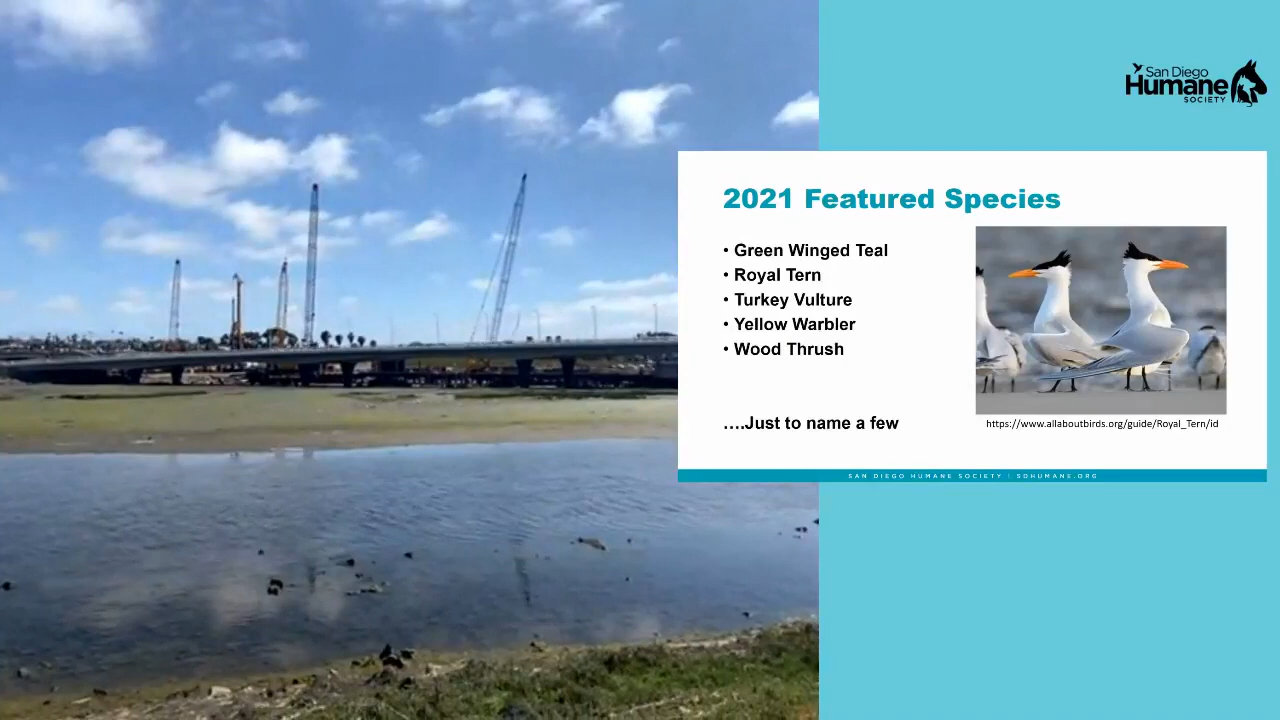 San Diego
Humane
SOCIETY
2021 Featured Species
• Green Winged Teal
• Royal Tern
• Turkey Vulture
• Yellow Warbler
• Wood Thrush
....Just to name a few
https://www.allaboutbirds.org/guide/Royal_Tern/id
SAN DIEGO HUMANE SOCIETY | SDHUMANE.ORG